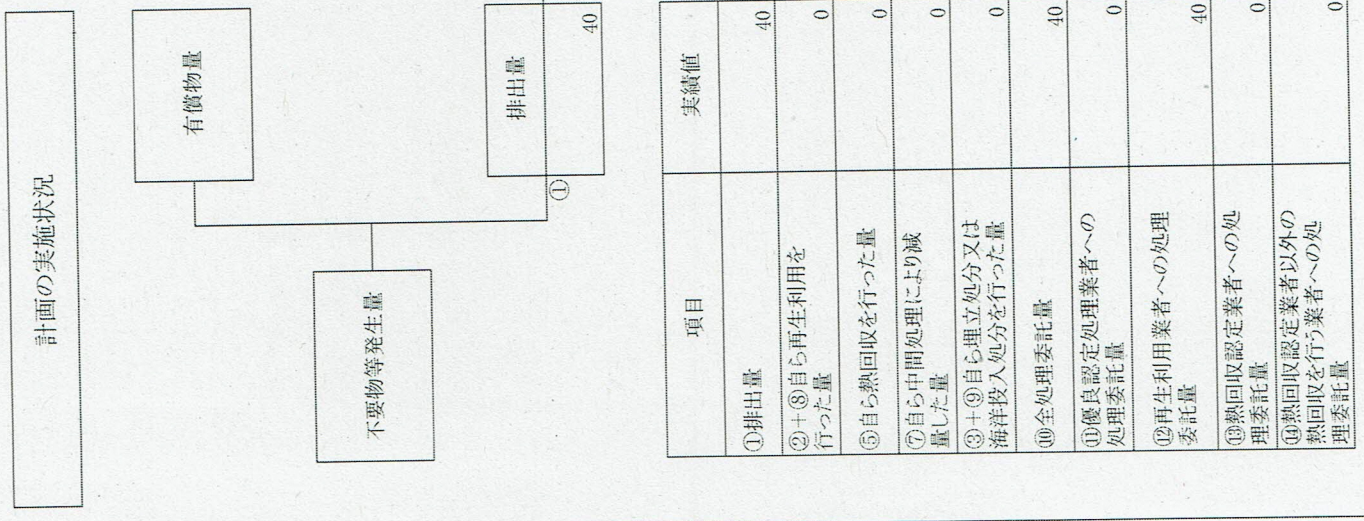 計画の実施状況
有償物量
不要物等発生量
排出量
①
40
項目
実績値
①排出量
40
②+⑧自ら再生利用を
行った量
0
⑤自ら熱回収を行った量
0
⑦自ら中間処理により減
量した量
0
③+⑨自ら埋立処分又は
海洋投入処分を行った量
0
⑩全処理委託量
40
⑪優良認定処理業者への
処理委託量
0
⑫再生利用業者への処理
委託量
40
⑬熱回収認定業者への処
理委託量
0
⑭熱回収認定業者以外の
熱回収を行う業者への処
理委託量
0